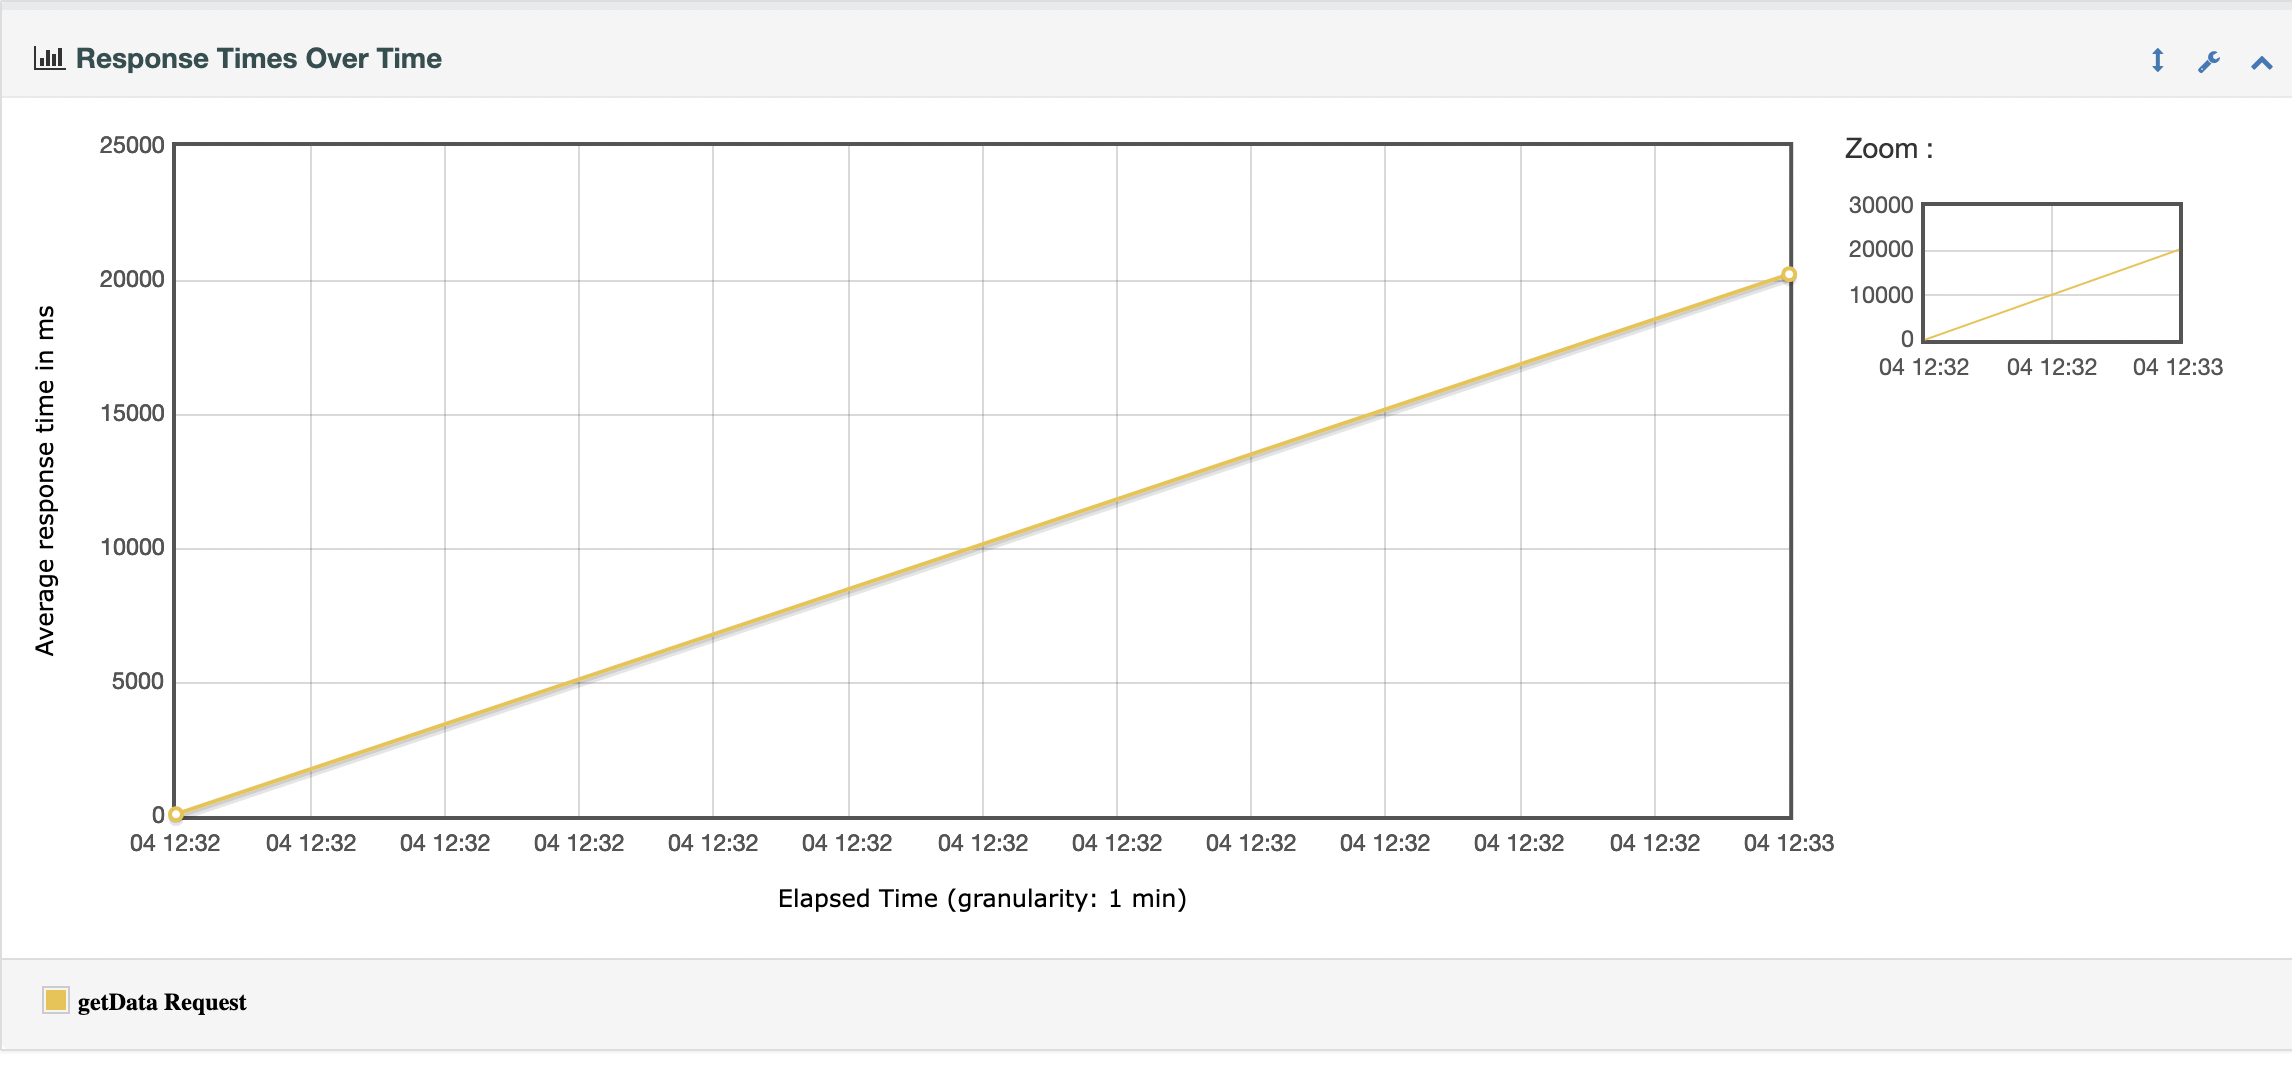 Response Times Over Time
25000
20000
15000
10000
5000
0
Average response time in ms
04 12:32 04 12:32 04 12:32 04 12:32 04 12:32 04 12:32 04 12:32 04 12:32 04 12:32 04 12:32 04 12:32 04 12:32 04 12:33
Elapsed Time (granularity: 1 min)
Zoom :
30000
20000
10000
0
04 12:32 04 12:32 04 12:33
getData Request